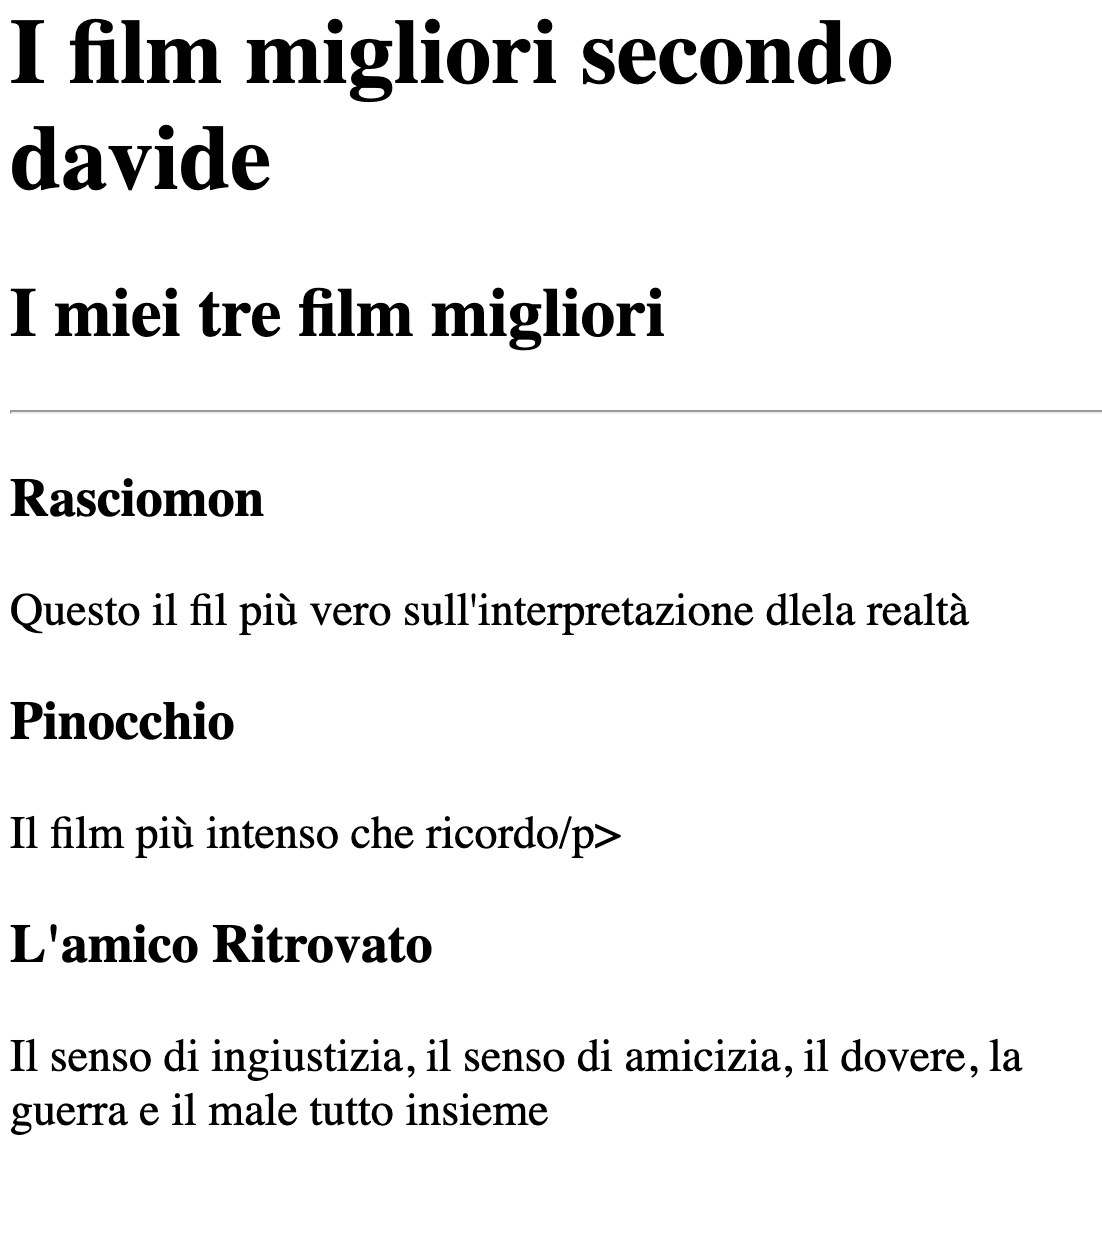 I film migliori secondo
davide
I miei tre film migliori
Rasciomon
Questo il fil più vero sull'interpretazione dlela realtà
Pinocchio
Il film più intenso che ricordo/p>
L'amico Ritrovato
Il senso di ingiustizia, il senso di amicizia, il dovere, la
guerra e il male tutto insieme